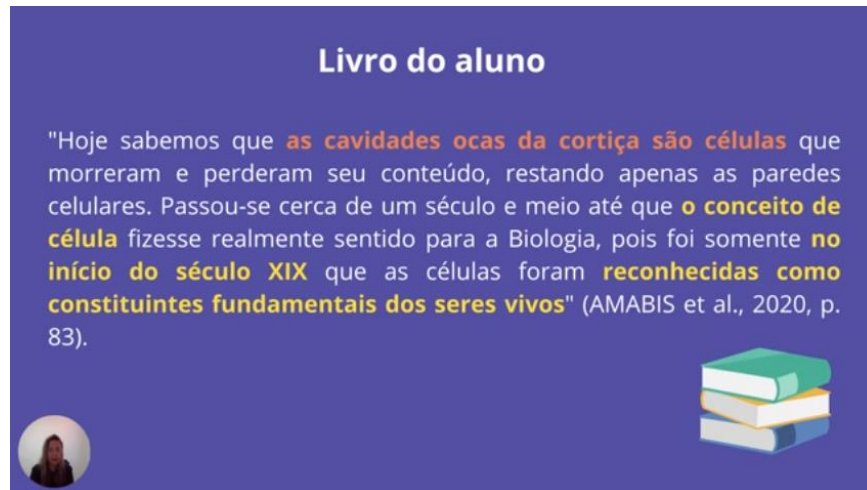 Livro do aluno
"Hoje sabemos que as cavidades ocas da cortiça são células que
morreram e perderam seu conteúdo, restando apenas as paredes
celulares. Passou-se cerca de um século e meio até que o conceito de
célula fizesse realmente sentido para a Biologia, pois foi somente no
início do século XIX que as células foram reconhecidas como
constituintes fundamentais dos seres vivos" (AMABIS et al., 2020, p.
83).